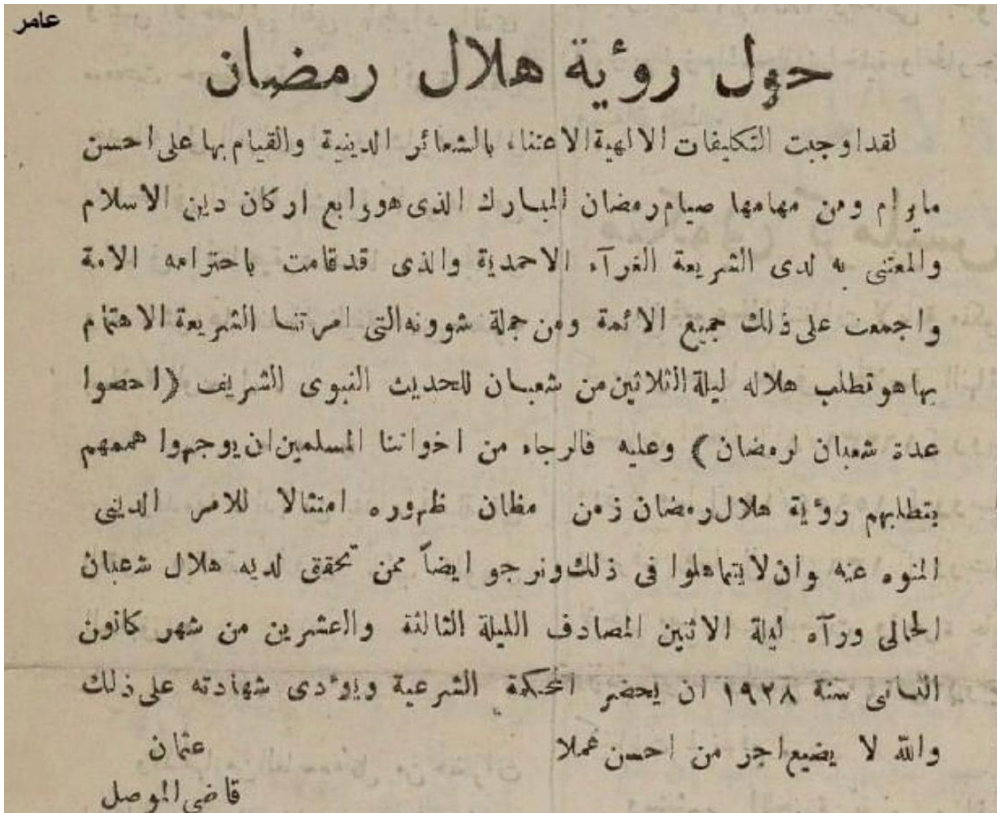 عامر
حول رؤية هلال رمضان
لقد اوجبت التكليفات الالهية الاعتناء بالشعائر الدينية والقيام بها على احسن
مايرام ومن مهامها صيام رمضان المبارك الذى هو رابع اركان دين الاسلام
والمعتنى به لدى الشريعة الغرآء الاحمدية والذى قد قامت باحترامه الامة
واجمعت على ذلك جميع الائمة ومن جملة شوونه التى امرتنا الشريعة الاهتمام
بها هو تطلب هلاله ليلة الثلاثين من شعبان للحديث النبوى الشريف (احصوا
عدة شعبان لرمضان) وعليه فالرجاء من اخواننا المسلمين ان يوجهوا هممهم
بتطلبهم رؤية هلال رمضان زمن مظان ظهوره امتثالا للامر الدينى
المنوه عنه وان لا يتماهلوا فى ذلك ونرجو ايضاً ممن تحقق لديه هلال شعبان
الحالى ورآه ليلة الاثنين المصادف الليلة الثالثة والعشرين من شهر كانون
الثانى سنة ١٩٢٨ ان يحضر المحكمة الشرعية ويؤدى شهادته على ذلك
والله لا يضيع اجر من احسن عملا
عثمان
قاضى الموصل